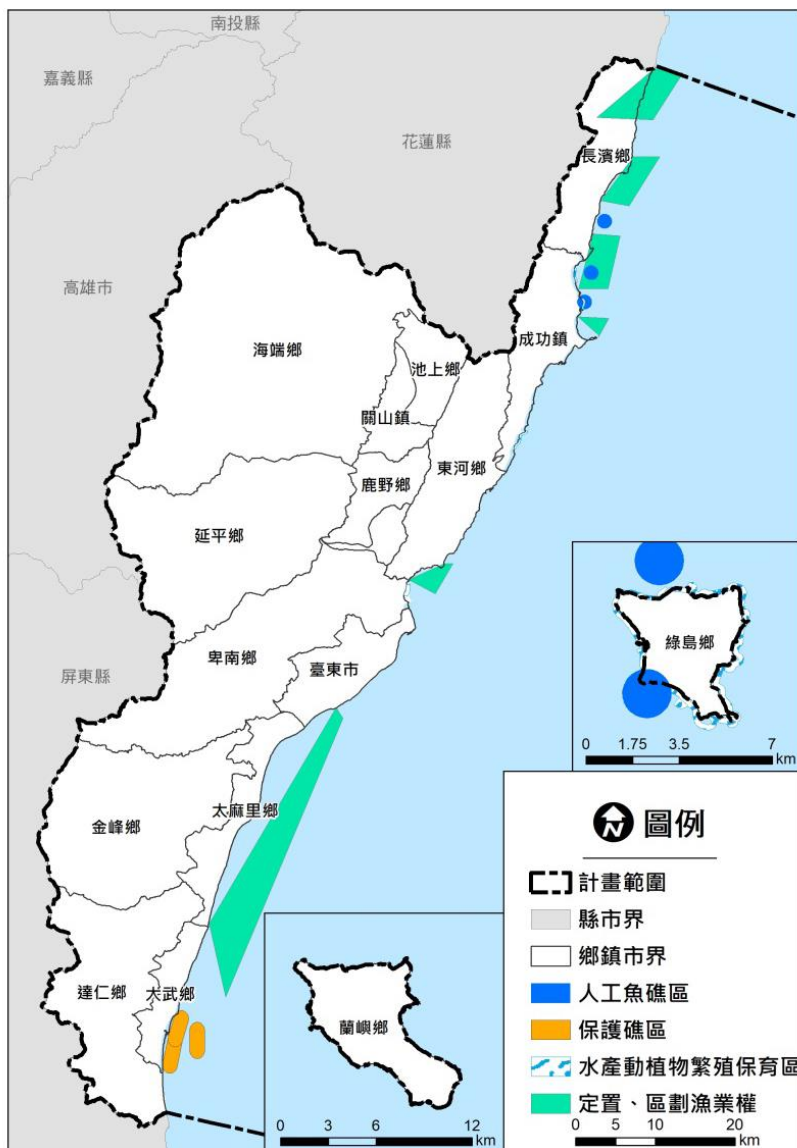 南投縣
嘉義縣
花蓮縣
長濱鄉
高雄市
成功鎮
海端鄉
池上鄉
關山鎮
東河鄉
鹿野鄉
延平鄉
綠島鄉
卑南鄉
臺東市
屏東縣
0 1.75 3.5 7
km
太麻里鄉
金峰鄉
N 圖例
計畫範圍
縣市界
鄉鎮市界
人工魚礁區
保護礁區
水產動植物繁殖保育區
定置、區劃漁業權
0 5 10 20
km
達仁鄉
大武鄉
蘭嶼鄉
0 3 6 12
km